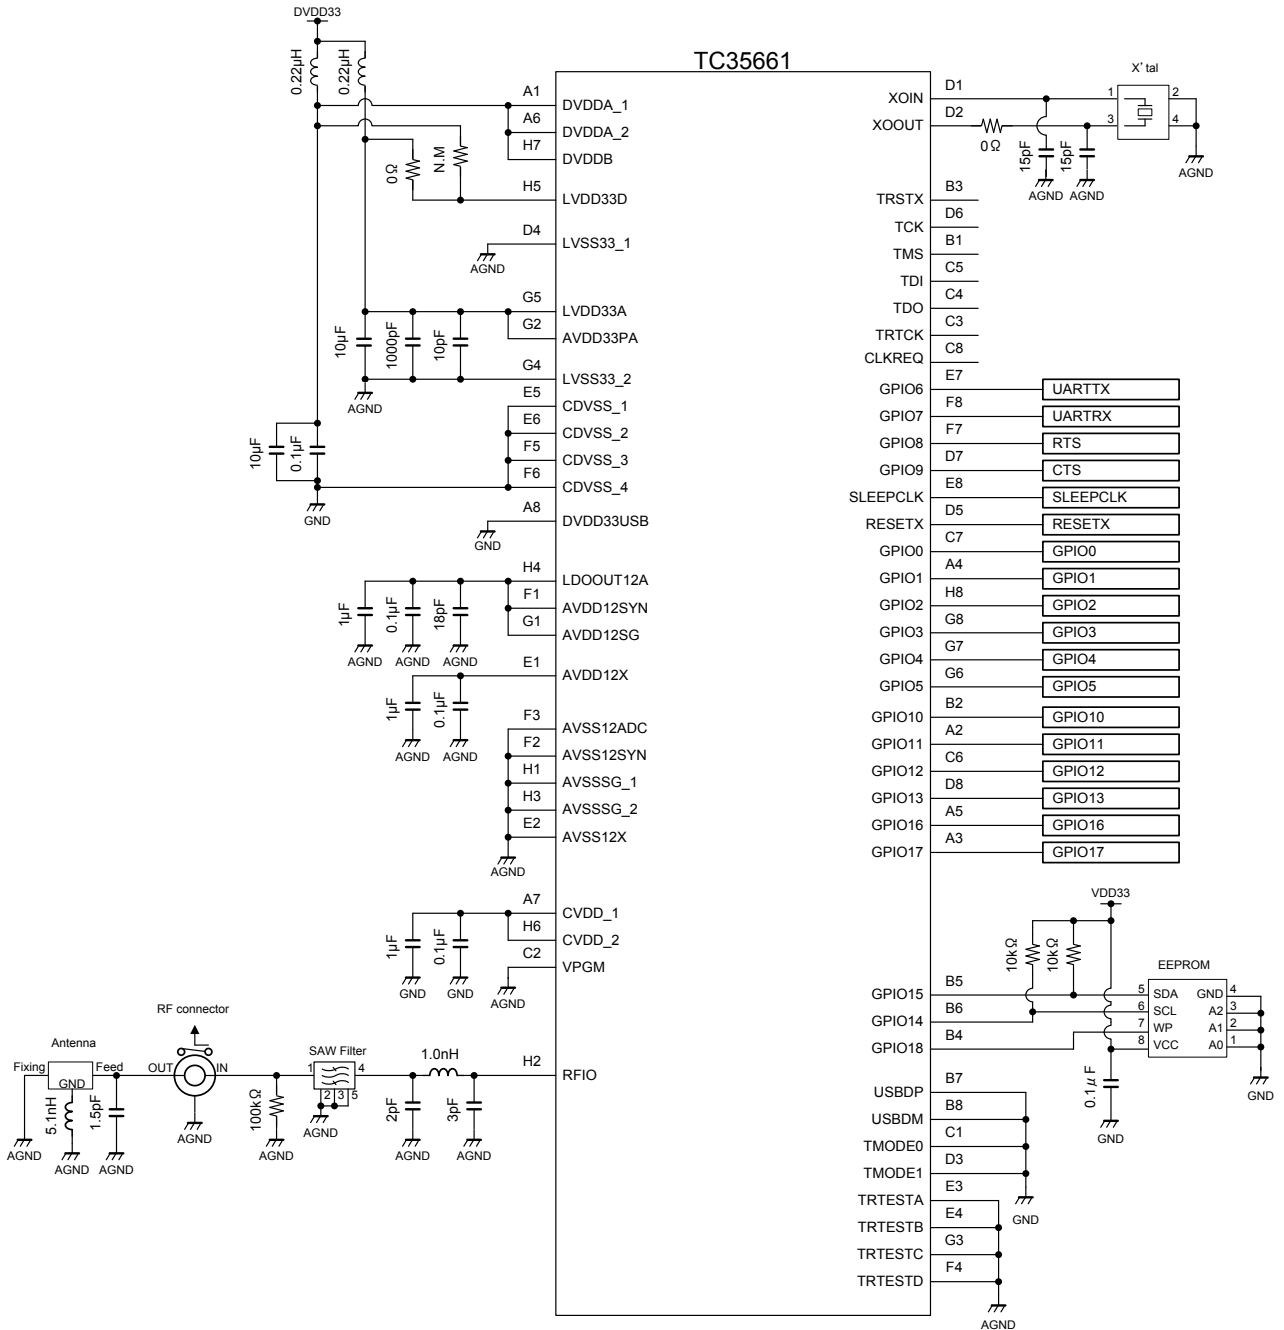 DVDD33
0.22µH
0.22µH
TC35661
A1
DVDDA_1
A6
DVDDA_2
H7
DVDDB
0Ω
N.M
H5
LVDD33D
D4
LVSS33_1
AGND
G5
LVDD33A
G2
AVDD33PA
10µF
1000pF
10pF
G4
LVSS33_2
AGND
E5
CDVSS_1
E6
CDVSS_2
F5
CDVSS_3
F6
CDVSS_4
10µF
0.1µF
GND
A8
DVDD33USB
GND
H4
LDOOUT12A
F1
AVDD12SYN
G1
AVDD12SG
1µF
0.1µF
18pF
AGND
AGND
AGND
E1
AVDD12X
1µF
0.1µF
AGND
AGND
F3
AVSS12ADC
F2
AVSS12SYN
H1
AVSSSG_1
H3
AVSSSG_2
E2
AVSS12X
AGND
A7
CVDD_1
H6
CVDD_2
1µF
0.1µF
GND
GND
C2
VPGM
AGND
RF connector
OUT
IN
AGND
Antenna
Fixing
Feed
GND
5.1nH
1.5pF
AGND
AGND
AGND
100kΩ
AGND
SAW Filter
1
4
2
3
5
AGND
1.0nH
2pF
3pF
AGND
AGND
H2
RFIO
D1
XOIN
D2
XOOUT
0Ω
15pF
15pF
AGND
AGND
X'tal
1
2
3
4
AGND
B3
TRSTX
D6
TCK
B1
TMS
C5
TDI
C4
TDO
C3
TRTCK
C8
CLKREQ
E7
GPIO6
UARTTX
F8
GPIO7
UARTRX
F7
GPIO8
RTS
D7
GPIO9
CTS
E8
SLEEPCLK
SLEEPCLK
D5
RESETX
RESETX
C7
GPIO0
GPIO0
A4
GPIO1
GPIO1
H8
GPIO2
GPIO2
G8
GPIO3
GPIO3
G7
GPIO4
GPIO4
G6
GPIO5
GPIO5
B2
GPIO10
GPIO10
A2
GPIO11
GPIO11
C6
GPIO12
GPIO12
D8
GPIO13
GPIO13
A5
GPIO16
GPIO16
A3
GPIO17
GPIO17
VDD33
10kΩ
10kΩ
B5
GPIO15
B6
GPIO14
B4
GPIO18
EEPROM
5
SDA
GND
4
6
SCL
A2
3
7
WP
A1
2
8
VCC
A0
1
0.1μF
GND
GND
B7
USBDP
B8
USBDM
C1
TMODE0
D3
TMODE1
GND
E3
TRTESTA
E4
TRTESTB
G3
TRTESTC
F4
TRTESTD
AGND